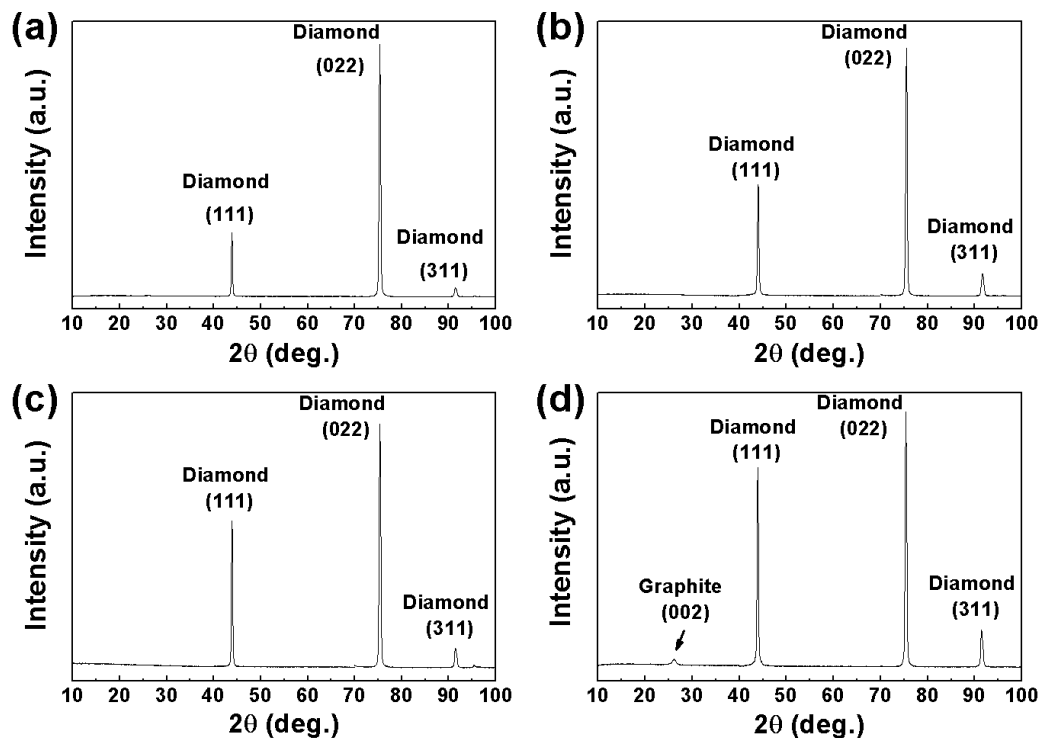 (a)
Diamond
(022)
Diamond
(111)
Diamond
(311)
Intensity (a.u.)
10 20 30 40 50 60 70 80 90 100
2θ (deg.)
(b)
Diamond
(022)
Diamond
(111)
Diamond
(311)
Intensity (a.u.)
10 20 30 40 50 60 70 80 90 100
2θ (deg.)
(c)
Diamond
(022)
Diamond
(111)
Diamond
(311)
Intensity (a.u.)
10 20 30 40 50 60 70 80 90 100
2θ (deg.)
(d)
Diamond
(022)
Diamond
(111)
Graphite
(002)
Diamond
(311)
Intensity (a.u.)
10 20 30 40 50 60 70 80 90 100
2θ (deg.)